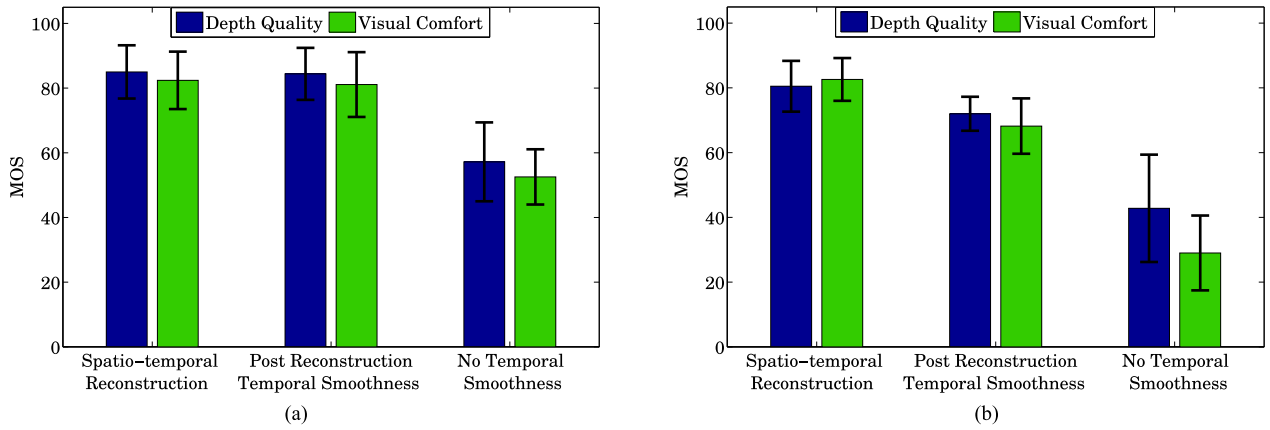 Depth Quality Visual Comfort
100
80
60
40
20
0
MOS
Spatio-temporal
Reconstruction
Post Reconstruction
Temporal Smoothness
No Temporal
Smoothness
(a)
Depth Quality Visual Comfort
100
80
60
40
20
0
MOS
Spatio-temporal
Reconstruction
Post Reconstruction
Temporal Smoothness
No Temporal
Smoothness
(b)